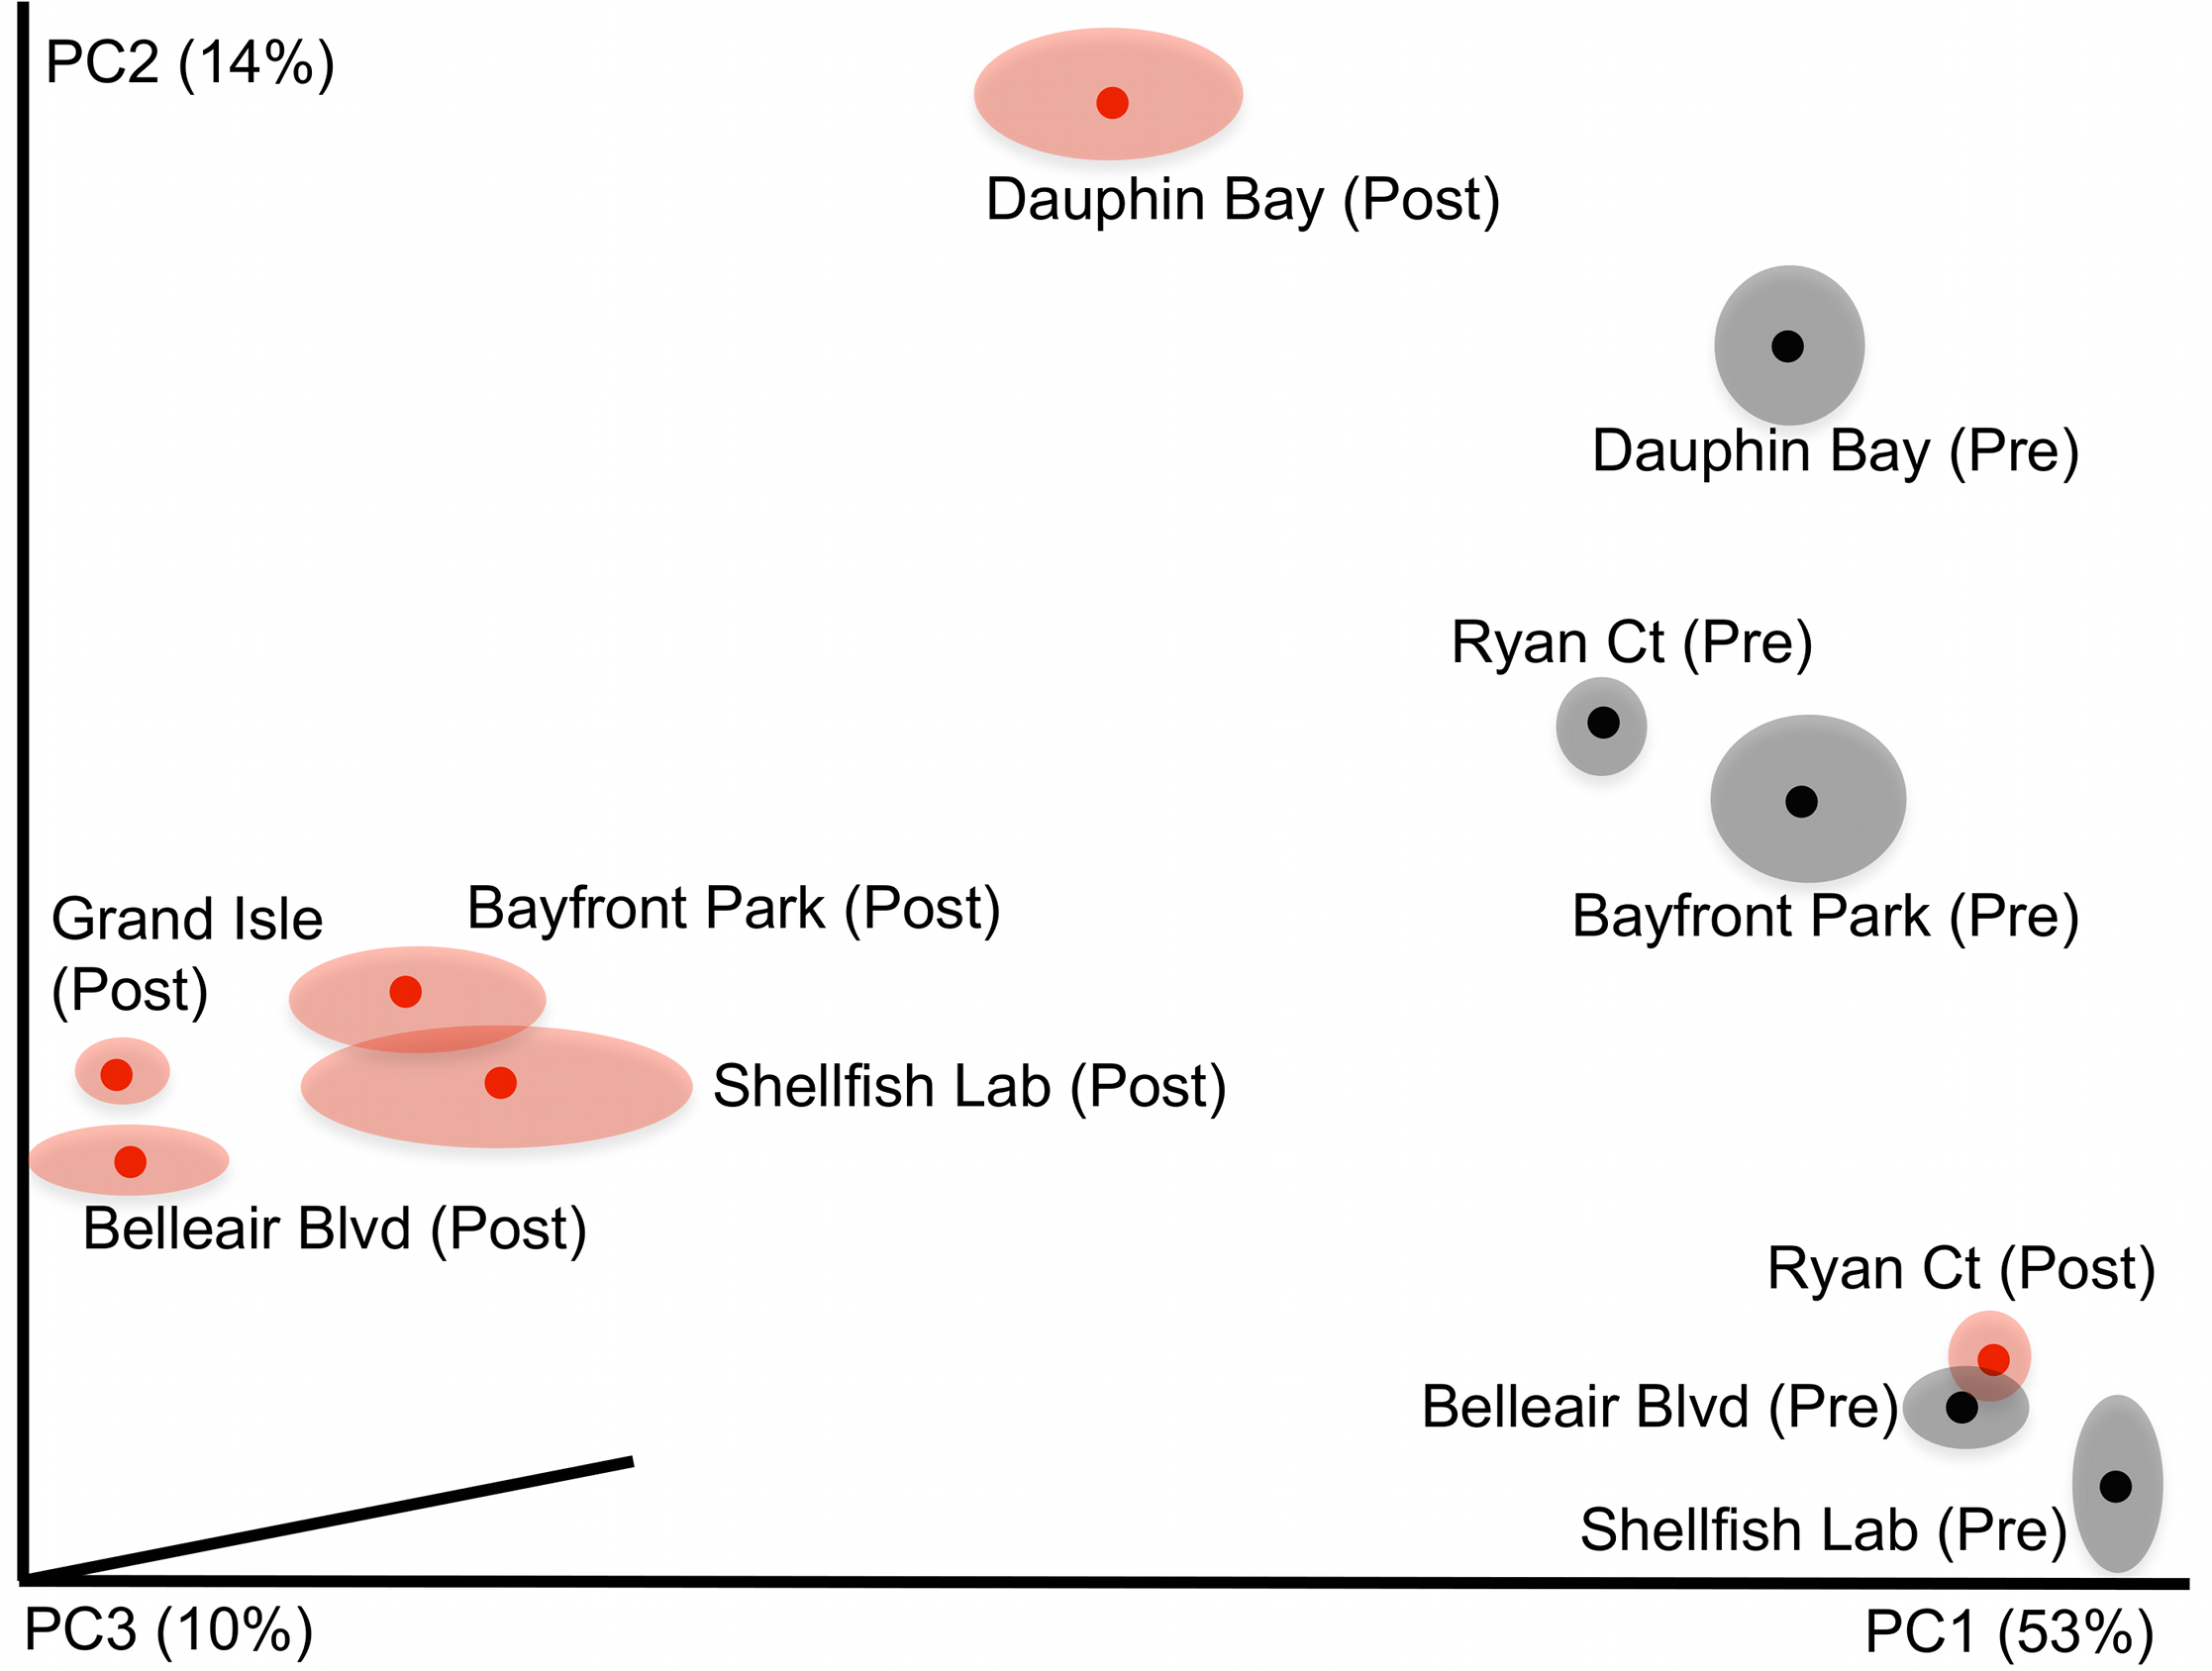 PC2 (14%)
Dauphin Bay (Post)
Dauphin Bay (Pre)
Ryan Ct (Pre)
Bayfront Park (Pre)
Grand Isle
(Post)
Bayfront Park (Post)
Shellfish Lab (Post)
Belleair Blvd (Post)
Ryan Ct (Post)
Belleair Blvd (Pre)
Shellfish Lab (Pre)
PC3 (10%)
PC1 (53%)